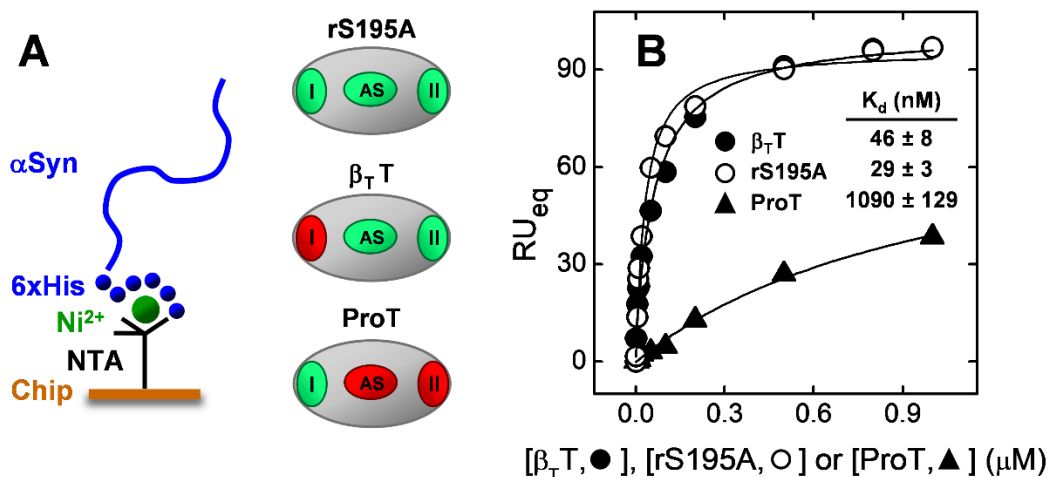 A
αSyn
6xHis
Ni2+
NTA
Chip
rS195A
I AS II
βT T
I AS II
ProT
I AS II
B
RUeq
90
60
30
0
0.0 0.3 0.6 0.9
Kd (nM)
βTT 46 ± 8
rS195A 29 ± 3
ProT 1090 ± 129
[βTT,●], [rS195A,○] or [ProT,▲] (μM)